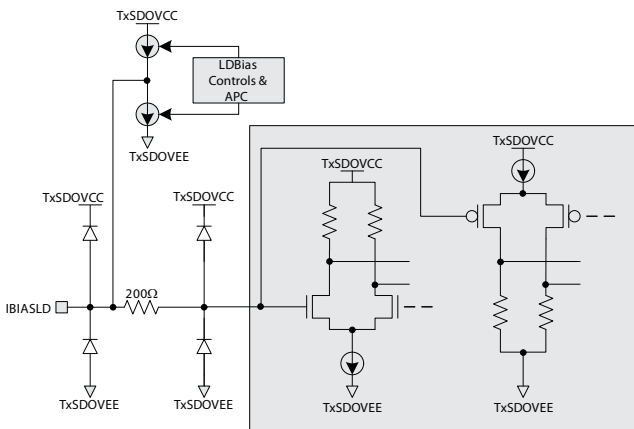 TxSDOVCC
LDBias
Controls &
APC
TxSDOVEE
TxSDOVCC
TxSDOVCC
TxSDOVCC
TxSDOVCC
200Ω
IBIASLD
TxSDOVEE
TxSDOVEE
TxSDOVEE
TxSDOVEE